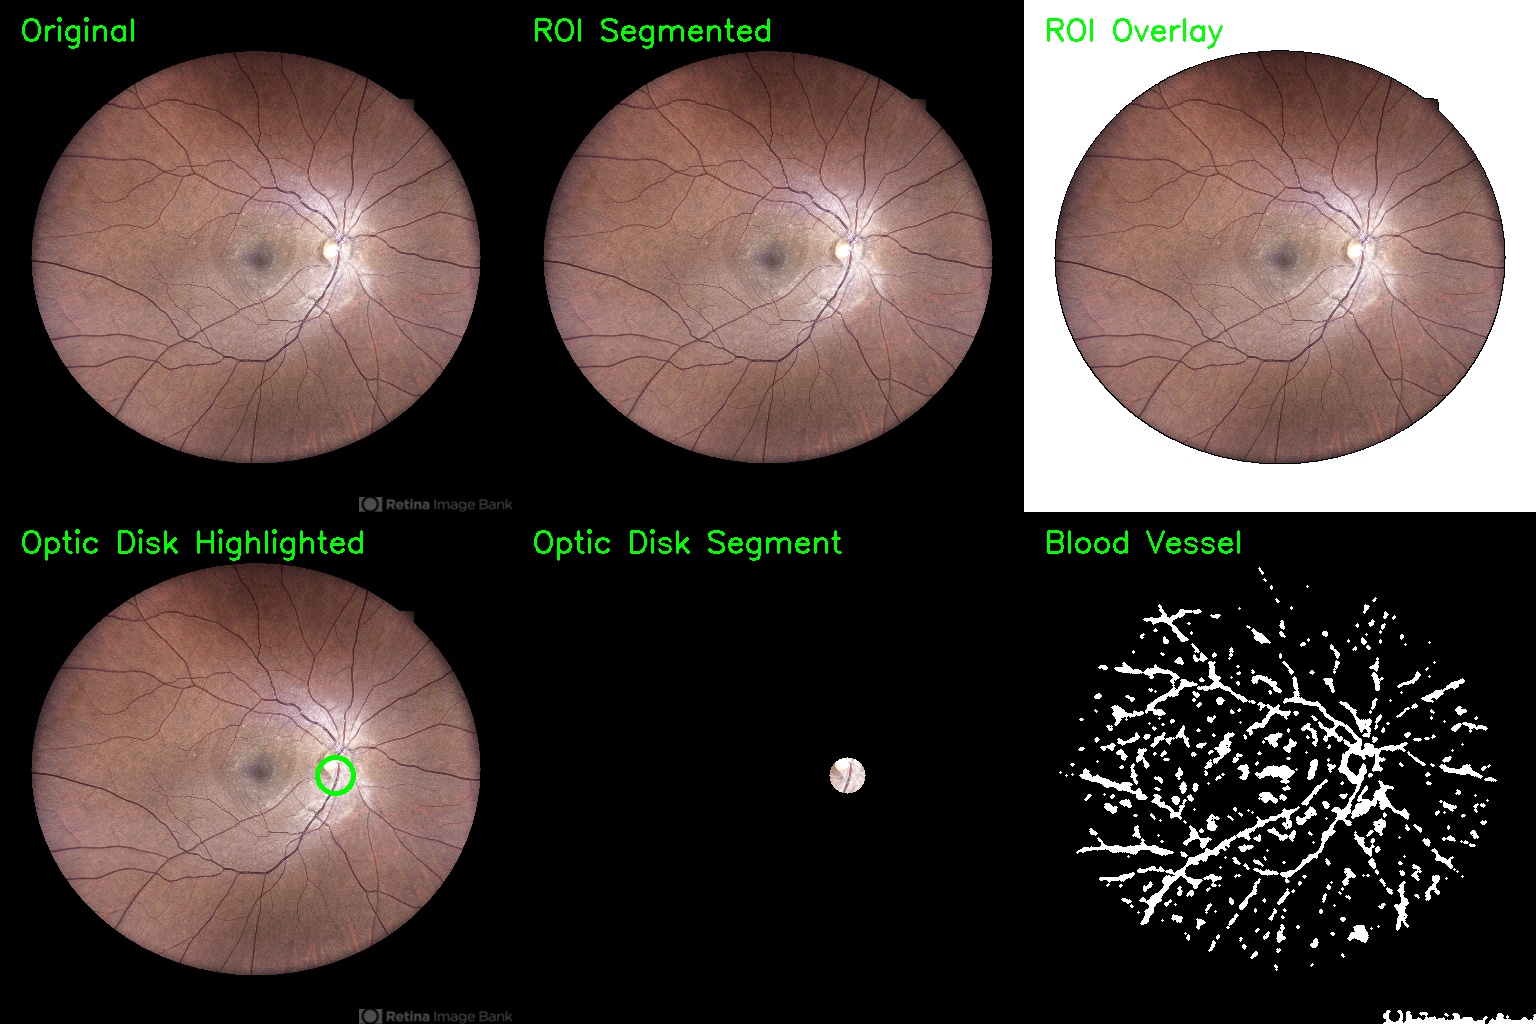 Original
ROI Segmented
ROI Overlay
Retina Image Bank
Optic Disk Highlighted
Optic Disk Segment
Blood Vessel
Retina Image Bank